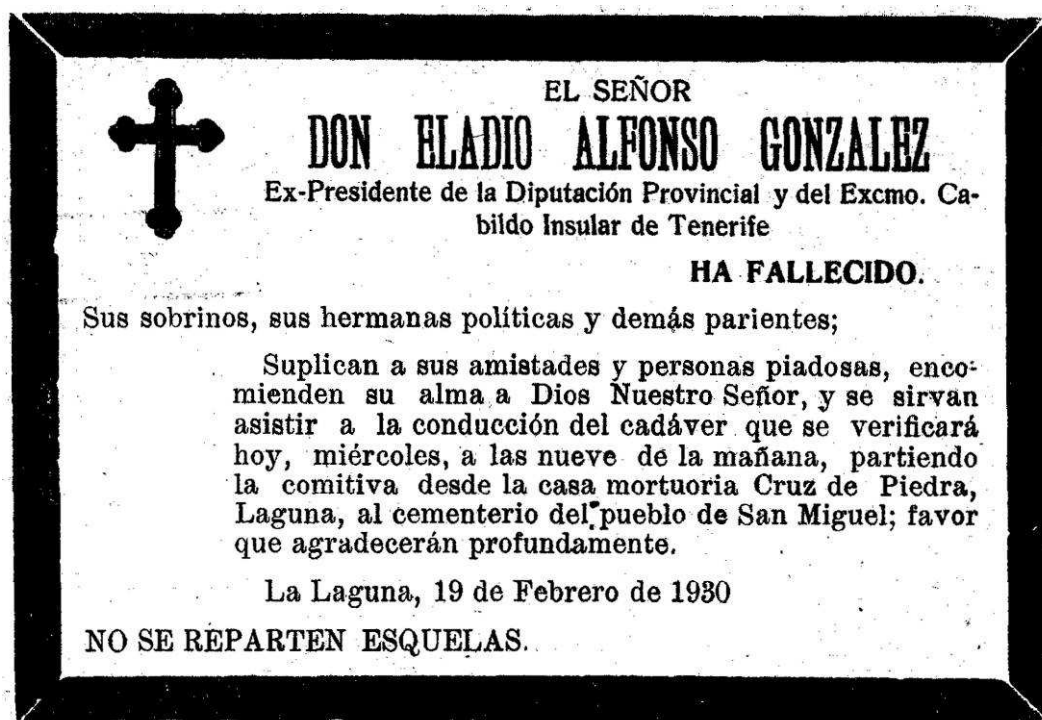 EL SEÑOR
DON ELADIO ALFONSO GONZALEZ
Ex-Presidente de la Diputación Provincial y del Excmo. Ca-
bildo Insular de Tenerife
HA FALLECIDO.
Sus sobrinos, sus hermanas políticas y demás parientes;
Suplican a sus amistades y personas piadosas, enco-
mienden su alma a Dios Nuestro Señor, y se sirvan
asistir a la conducción del cadáver que se verificará
hoy, miércoles, a las nueve de la mañana, partiendo
la comitiva desde la casa mortuoria Cruz de Piedra,
Laguna, al cementerio del pueblo de San Miguel; favor
que agradecerán profundamente.
La Laguna, 19 de Febrero de 1930
NO SE REPARTEN ESQUELAS.